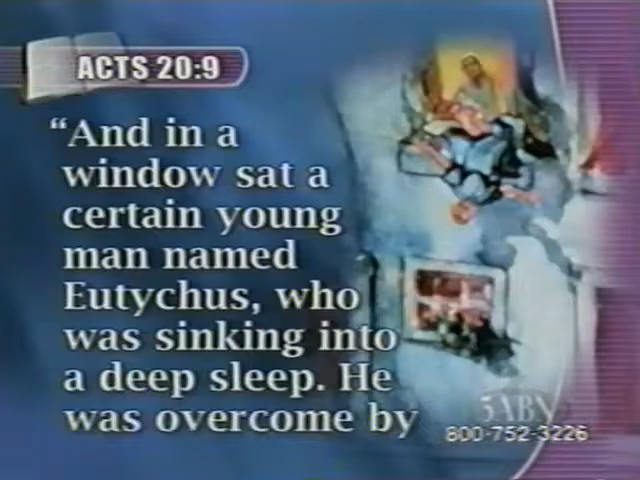 ACTS 20:9
“And in a
window sat a
certain young
man named
Eutychus, who
was sinking into
a deep sleep. He
was overcome by
3ABN
800-752-3226